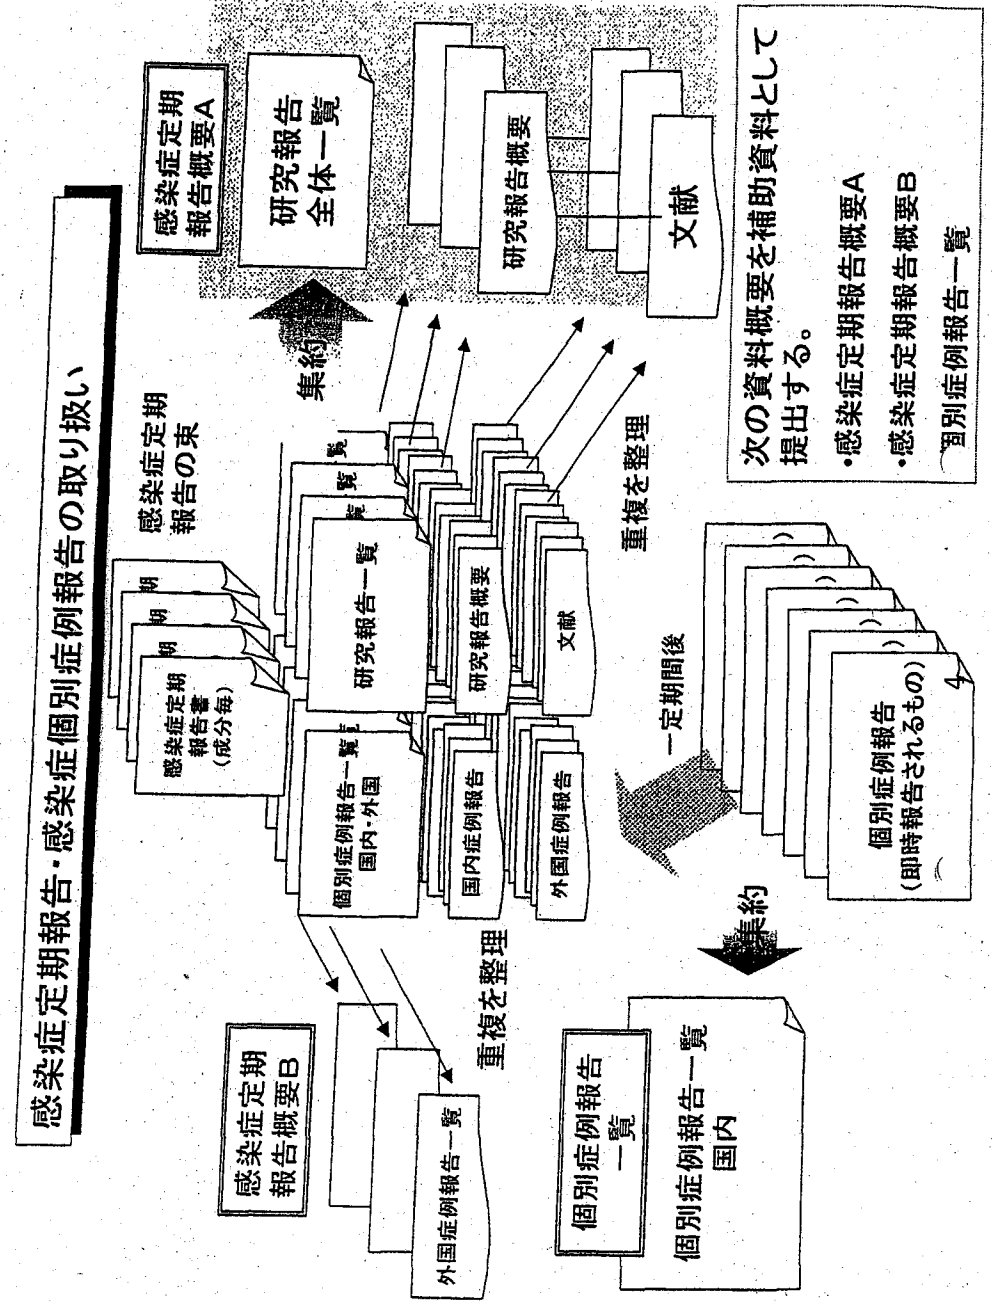 感染症定期報告・感染症個別症例報告の取り扱い
感染症定期
報告概要B
外国症例報告一覧
重複を整理
個別症例報告
一覧
個別症例報告一覧
国内
集約
感染症定期
報告の束
期
期
期
感染症定期
報告書
(成分毎)
個別症例報告一覧
国内・外国
覧
国内症例報告
外国症例報告
覧
覧
覧
研究報告一覧
研究報告概要
文献
重複を整理
一定期間後
個別症例報告
(即時報告されるもの)
)
)
)
)
)
)
4
集約
感染症定期
報告概要A
研究報告
全体一覧
研究報告概要
文献
次の資料概要を補助資料として
提出する。
・感染症定期報告概要A
・感染症定期報告概要B
個別症例報告一覧